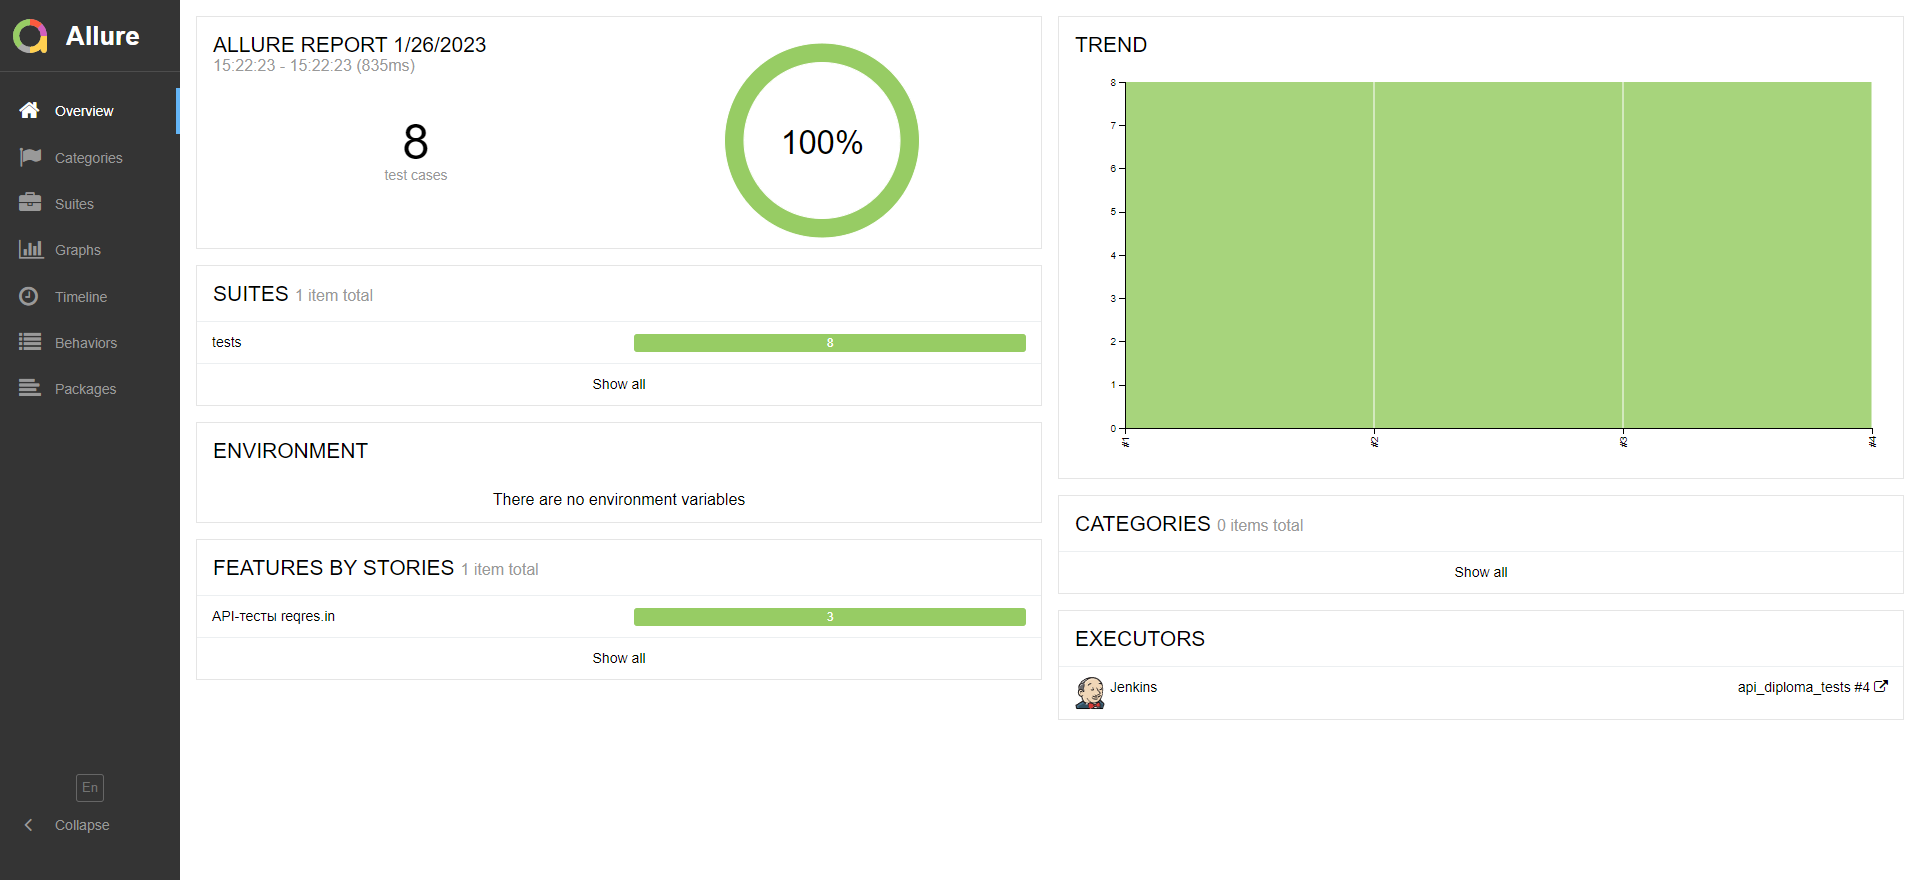 Allure
Overview
Categories
Suites
Graphs
Timeline
Behaviors
Packages
En
Collapse
ALLURE REPORT 1/26/2023
15:22:23 - 15:22:23 (835ms)
8
test cases
100%
SUITES 1 item total
tests 8
Show all
ENVIRONMENT
There are no environment variables
FEATURES BY STORIES 1 item total
API-тесты reqres.in 3
Show all
TREND
8
7
6
5
4
3
2
1
0
#1 #2 #3 #4
CATEGORIES 0 items total
Show all
EXECUTORS
Jenkins api_diploma_tests #4